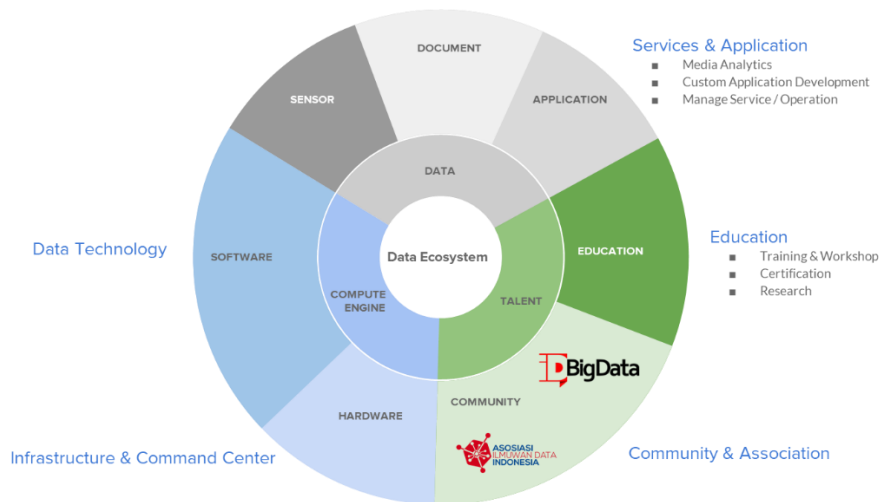 DOCUMENT
Services & Application
■ Media Analytics
■ Custom Application Development
■ Manage Service / Operation
SENSOR
APPLICATION
DATA
Data Technology
SOFTWARE
Data Ecosystem
EDUCATION
Education
■ Training & Workshop
■ Certification
■ Research
COMPUTE
ENGINE
TALENT
BigData
HARDWARE
COMMUNITY
ASOSIASI
ILMUWAN DATA
INDONESIA
Infrastructure & Command Center
Community & Association